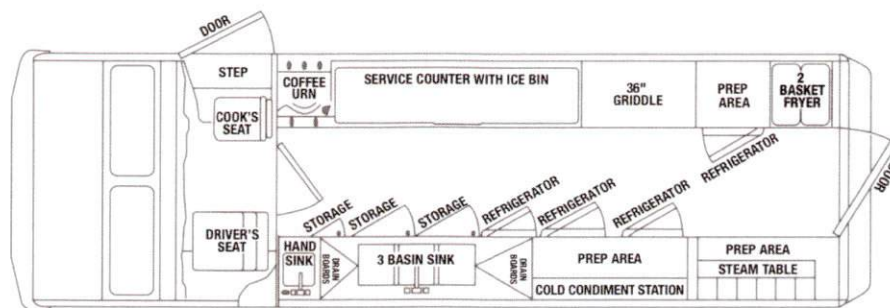 DOOR
STEP
COOK'S
SEAT
COFFEE
URN
SERVICE COUNTER WITH ICE BIN
36"
GRIDDLE
PREP
AREA
2
BASKET
FRYER
REFRIGERATOR
DOOR
STORAGE
STORAGE
STORAGE
REFRIGERATOR
REFRIGERATOR
REFRIGERATOR
DRIVER'S
SEAT
HAND
SINK
DRAIN
BOARDS
3 BASIN SINK
DRAIN
BOARDS
PREP AREA
COLD CONDIMENT STATION
PREP AREA
STEAM TABLE